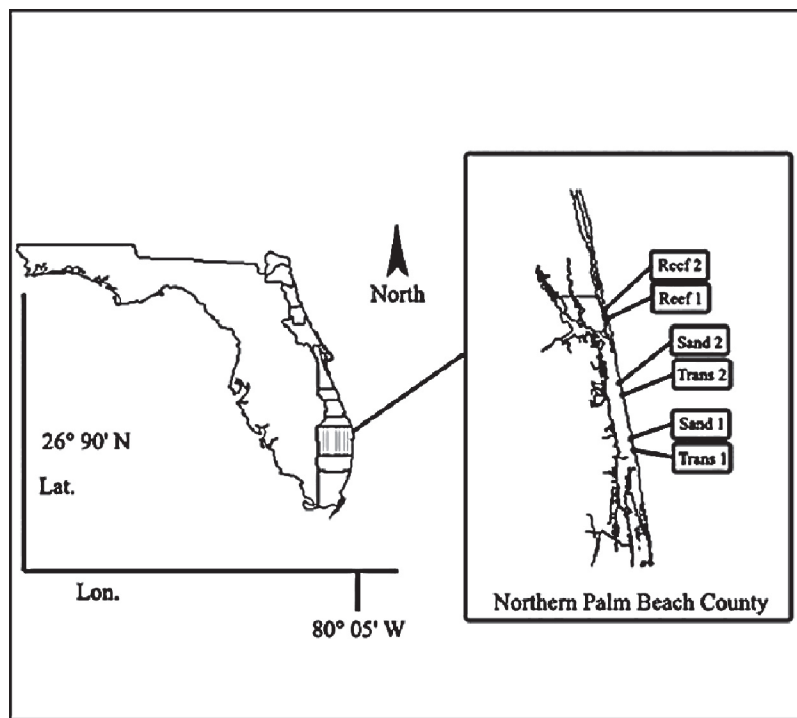 North
26° 90' N
Lat.
Lon.
80° 05' W
Reef 2
Reef 1
Sand 2
Trans 2
Sand 1
Trans 1
Northern Palm Beach County